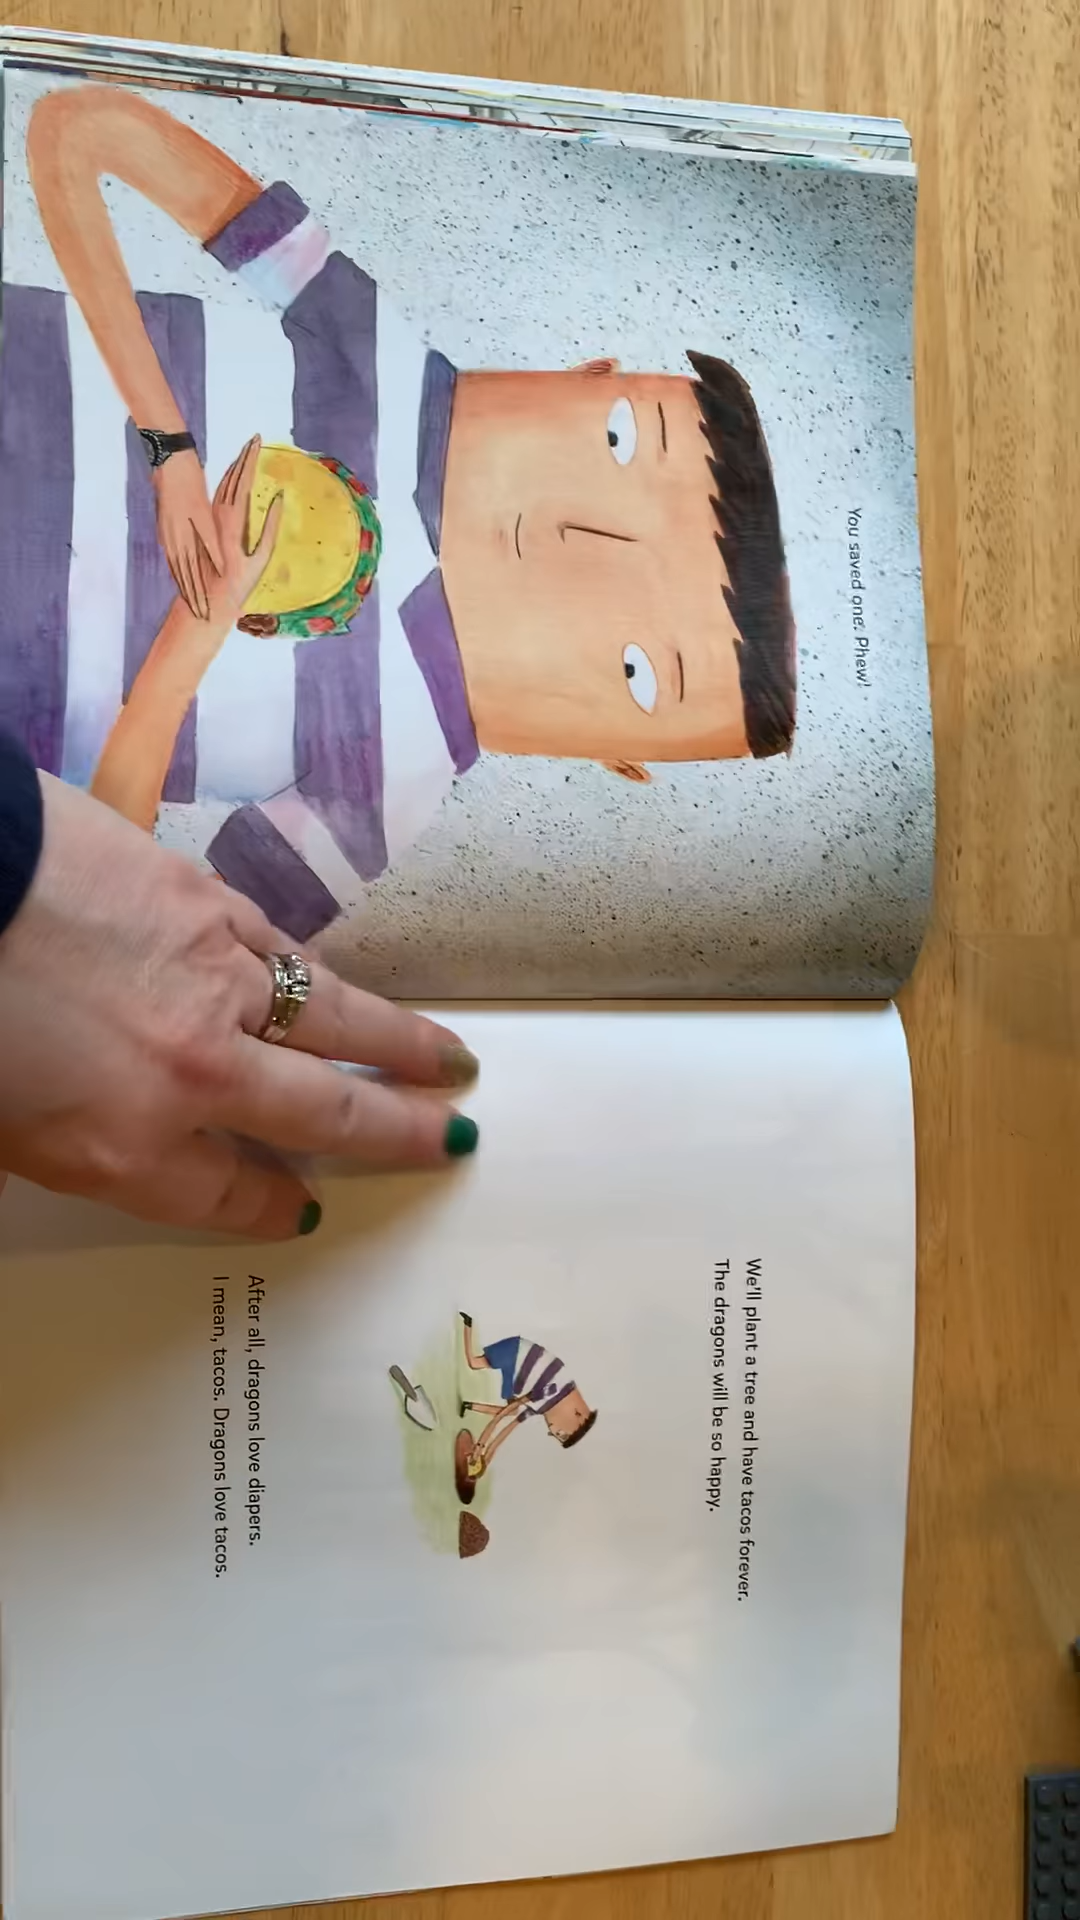 You saved one. Phew!
We'll plant a tree and have tacos forever.
The dragons will be so happy.
After all, dragons love diapers.
I mean, tacos. Dragons love tacos.